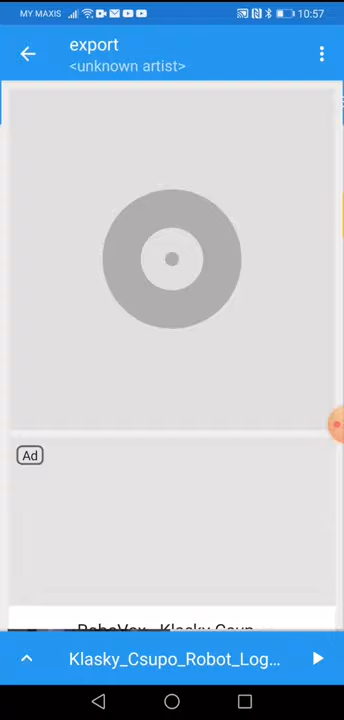 MY MAXIS
10:57
export
<unknown artist>
Ad
RoboVox - Klasky Csup
Klasky_Csupo_Robot_Log...